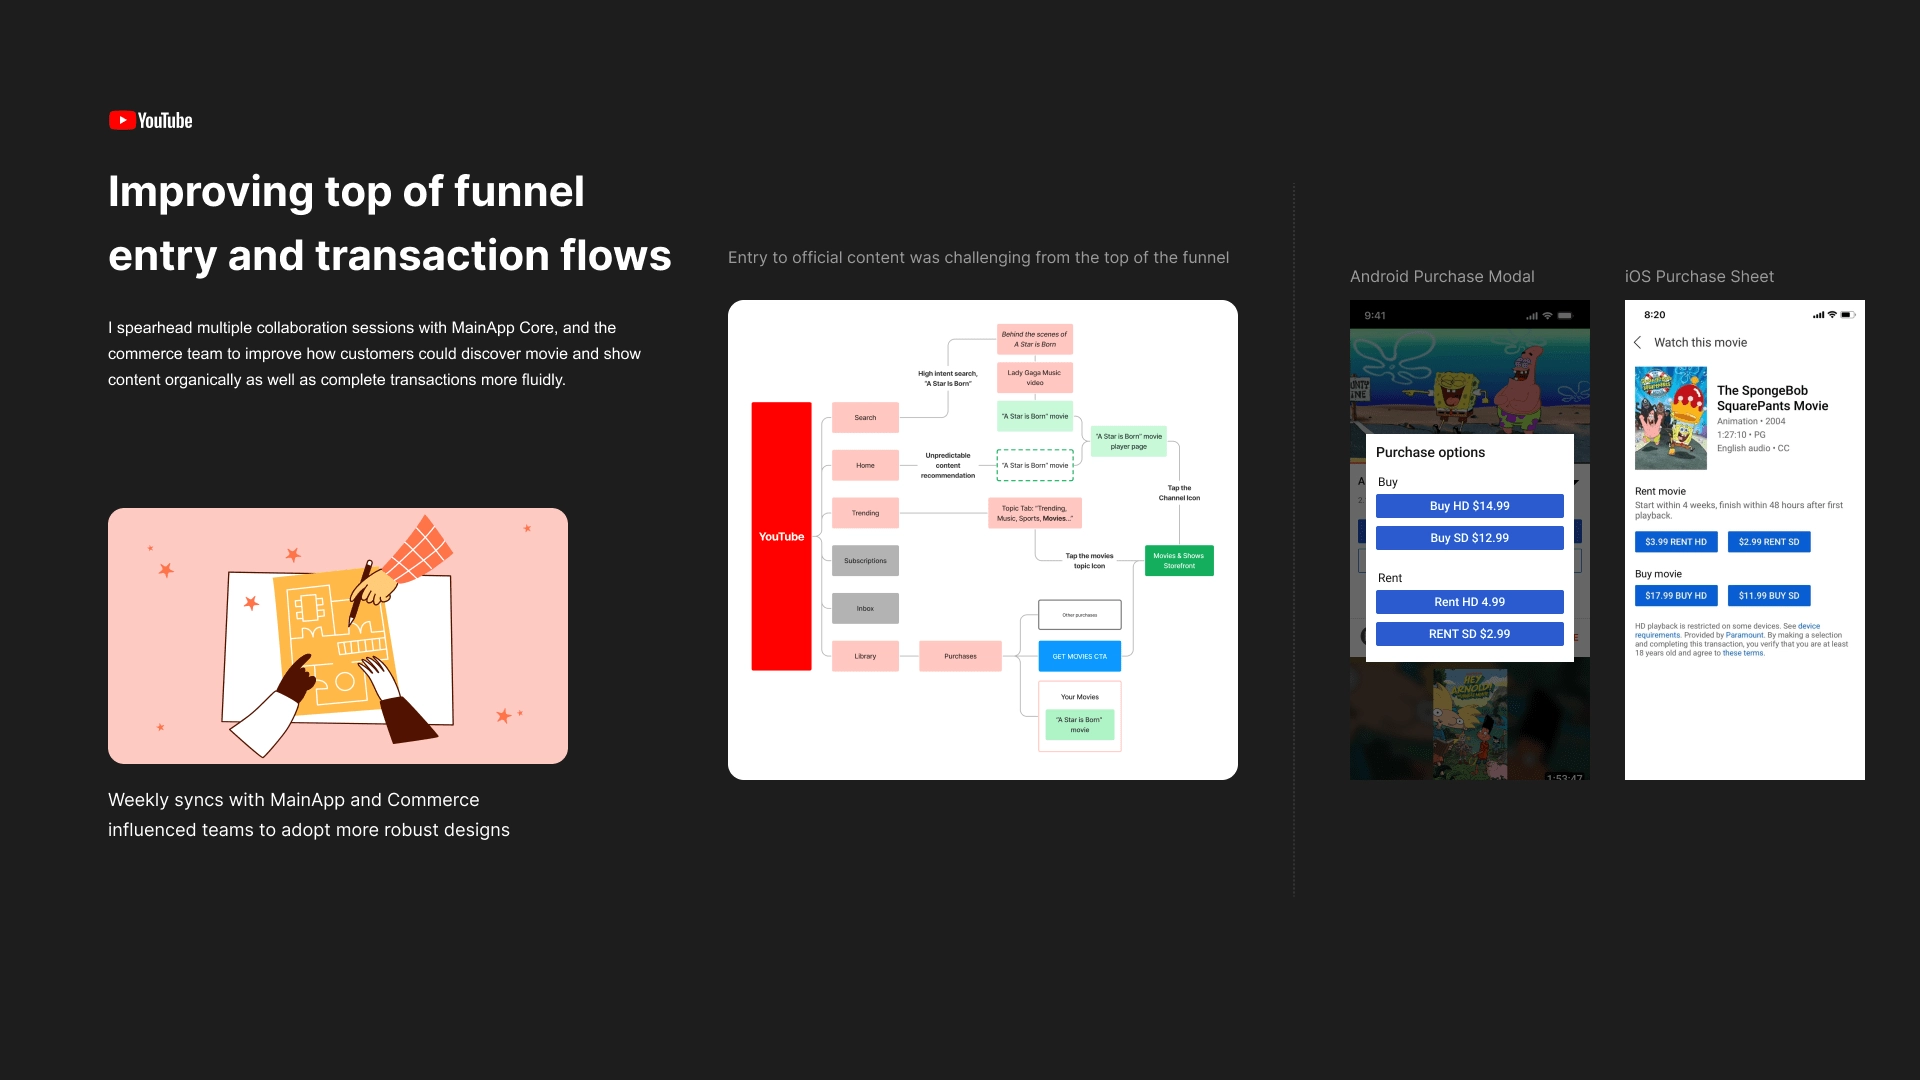 YouTube
Improving top of funnel
entry and transaction flows
I spearhead multiple collaboration sessions with MainApp Core, and the
commerce team to improve how customers could discover movie and show
content organically as well as complete transactions more fluidly.
Weekly syncs with MainApp and Commerce
influenced teams to adopt more robust designs
Entry to official content was challenging from the top of the funnel
YouTube
Search
Home
Trending
Subscriptions
Inbox
Library
High intent search,
"A Star Is Born"
Unpredictable
content
recommendation
Behind the scenes of
A Star is Born
Lady Gaga Music
video
"A Star is Born" movie
"A Star is Born" movie
"A Star is Born" movie
player page
Topic Tab: "Trending,
Music, Sports, Movies..."
Tap the
Channel Icon
Tap the movies
topic Icon
Movies & Shows
Storefront
Purchases
Other purchases
GET MOVIES CTA
Your Movies
"A Star is Born"
movie
Android Purchase Modal
9:41
Purchase options
Buy
Buy HD $14.99
Buy SD $12.99
Rent
Rent HD 4.99
RENT SD $2.99
HEY
ARNOLD!
1:53:47
iOS Purchase Sheet
8:20
Watch this movie
The SpongeBob
SquarePants Movie
Animation • 2004
1:27:10 • PG
English audio • CC
Rent movie
Start within 4 weeks, finish within 48 hours after first
playback.
$3.99 RENT HD
$2.99 RENT SD
Buy movie
$17.99 BUY HD
$11.99 BUY SD
HD playback is restricted on some devices. See device
requirements. Provided by Paramount. By making a selection
and completing this transaction, you verify that you are at least
18 years old and agree to these terms.